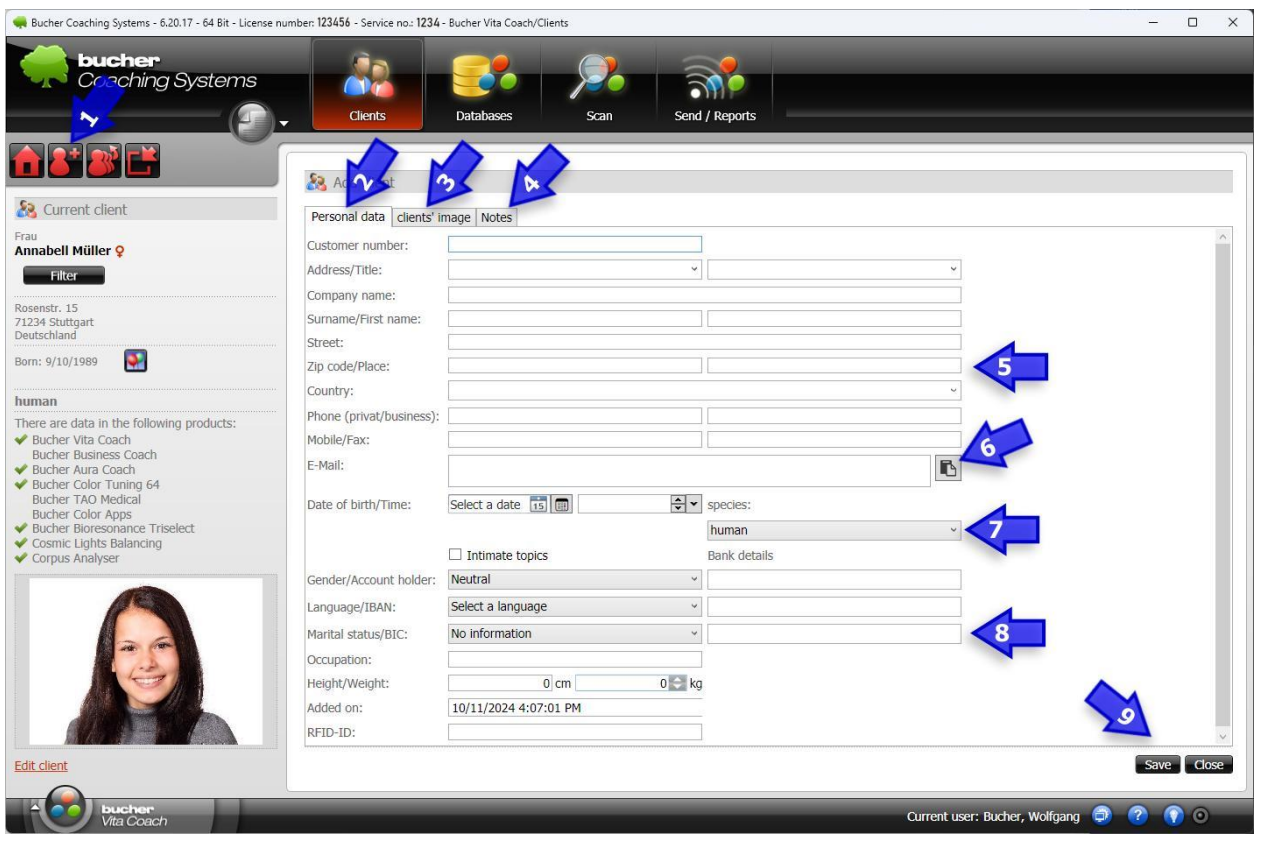 Bucher Coaching Systems - 6.20.17 - 64 Bit - License number: 123456 - Service no.: 1234 - Bucher Vita Coach/Clients
bucher
Coaching Systems
Clients
Databases
Scan
Send / Reports
1
2
3
4
Current client
Frau
Annabell Müller
Filter
Rosenstr. 15
71234 Stuttgart
Deutschland
Born: 9/10/1989
human
There are data in the following products:
Bucher Vita Coach
Bucher Business Coach
Bucher Aura Coach
Bucher Color Tuning 64
Bucher TAO Medical
Bucher Color Apps
Bucher Bioresonance Triselect
Cosmic Lights Balancing
Corpus Analyser
Edit client
Personal data
clients' image
Notes
Customer number:
Address/Title:
Company name:
Surname/First name:
Street:
Zip code/Place:
5
Country:
Phone (privat/business):
Mobile/Fax:
E-Mail:
6
Date of birth/Time:
Select a date
15
species:
human
7
Intimate topics
Bank details
Gender/Account holder:
Neutral
Language/IBAN:
Select a language
Marital status/BIC:
No information
8
Occupation:
Height/Weight:
0 cm
0 kg
Added on:
10/11/2024 4:07:01 PM
RFID-ID:
9
Save
Close
bucher
Vita Coach
Current user: Bucher, Wolfgang
?